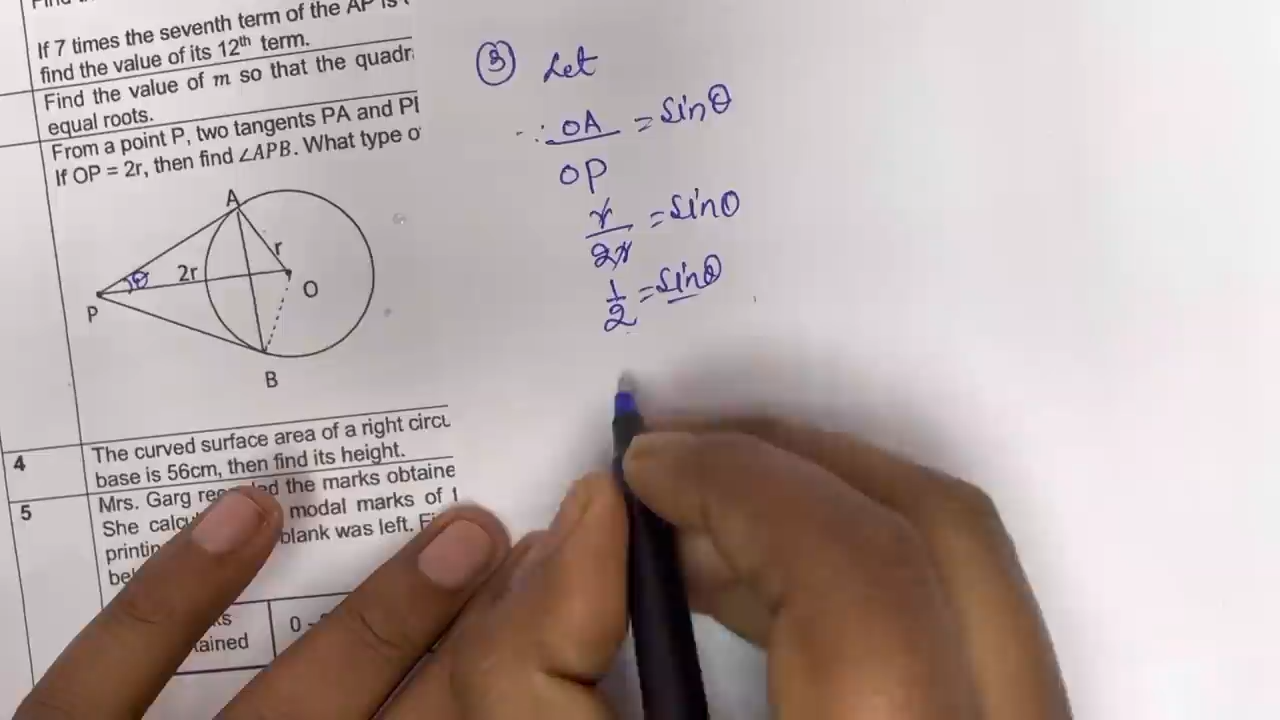 If 7 times the seventh term of the AP is
find the value of its 12th term.
Find the value of m so that the quadr
equal roots.
From a point P, two tangents PA and
If OP = 2r, then find ∠APB. What type o
A
r
θ
2r
O
P
B
4
The curved surface area of a right circu
base is 56cm, then find its height.
5
Mrs. Garg the marks obtaine
She modal marks of
blank was left.
0
③ Let
∵ OA/OP = sinθ
r/2r = sinθ
1/2 = sinθ